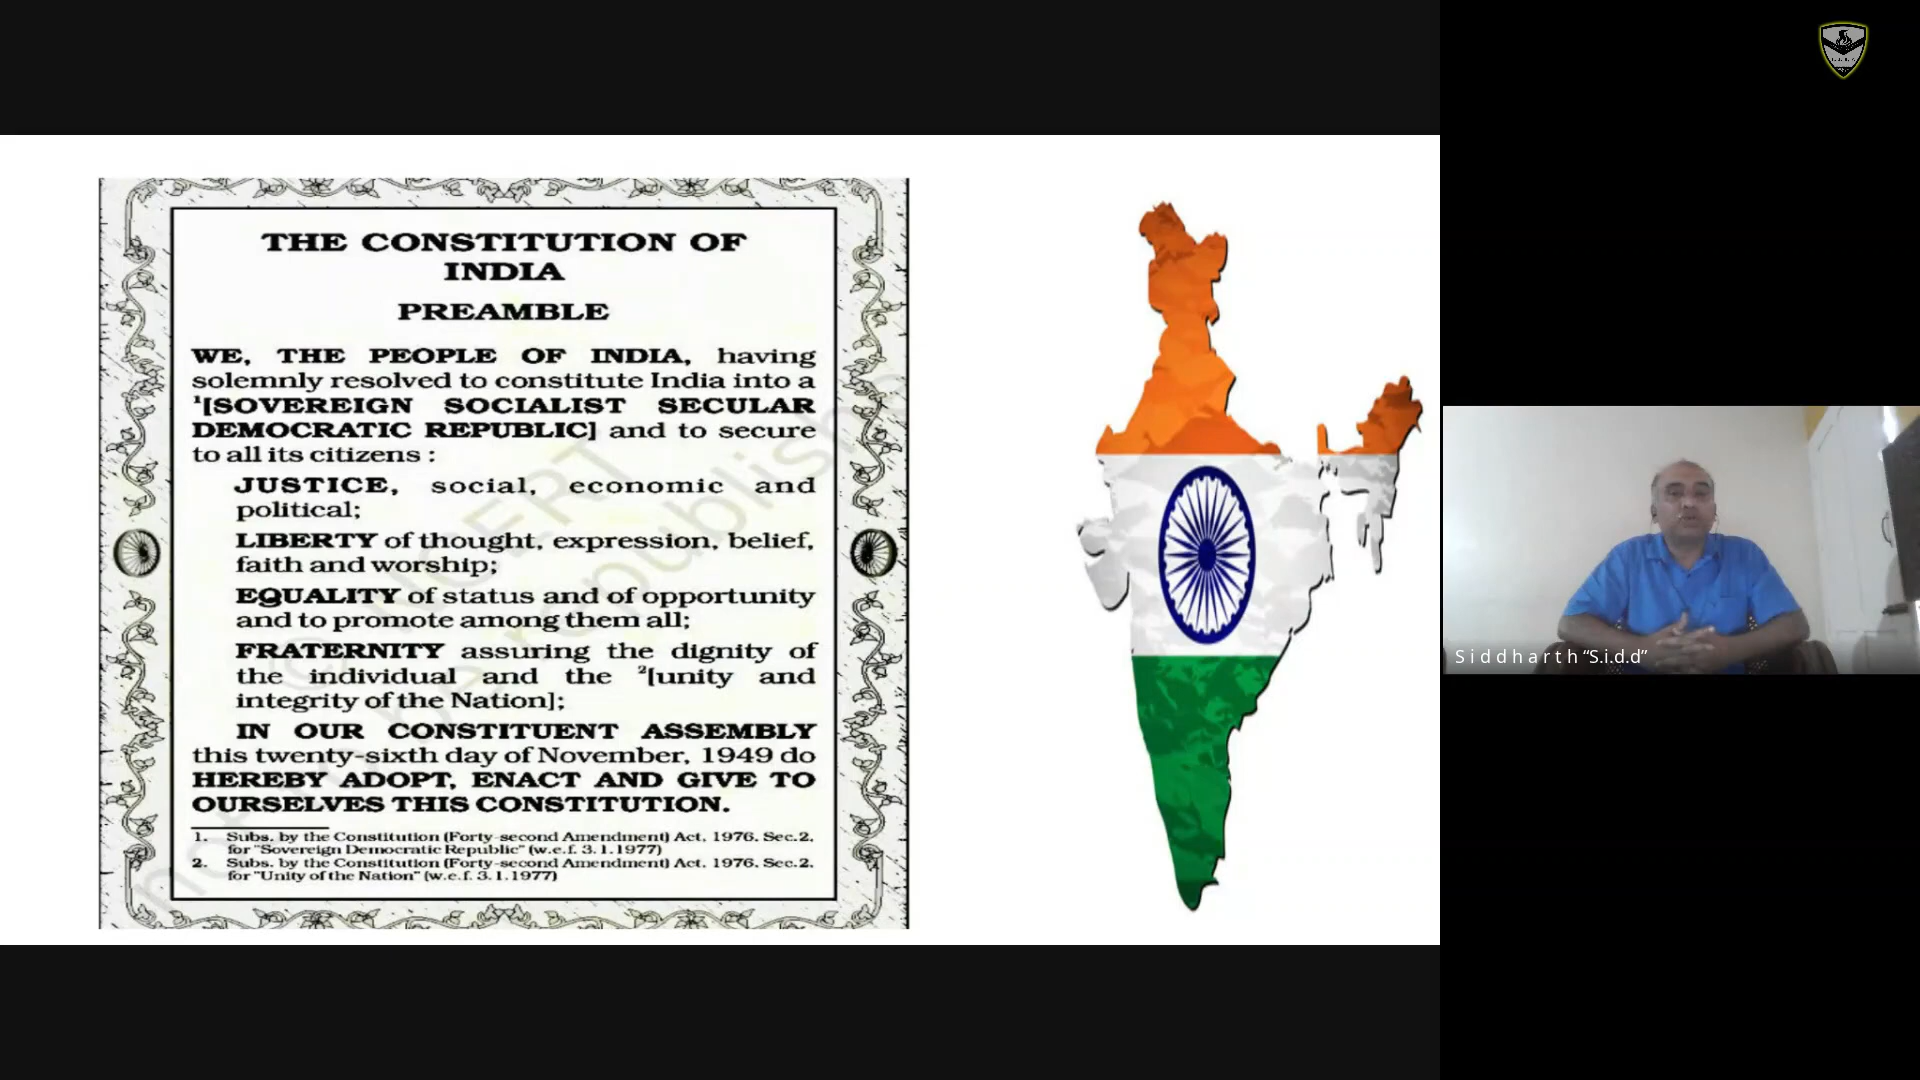 THE CONSTITUTION OF
INDIA
PREAMBLE
WE, THE PEOPLE OF INDIA, having
solemnly resolved to constitute India into a
¹[SOVEREIGN SOCIALIST SECULAR
DEMOCRATIC REPUBLIC] and to secure
to all its citizens :
JUSTICE, social, economic and
political;
LIBERTY of thought, expression, belief,
faith and worship;
EQUALITY of status and of opportunity
and to promote among them all;
FRATERNITY assuring the dignity of
the individual and the ²[unity and
integrity of the Nation];
IN OUR CONSTITUENT ASSEMBLY
this twenty-sixth day of November, 1949 do
HEREBY ADOPT, ENACT AND GIVE TO
OURSELVES THIS CONSTITUTION.
1. Subs. by the Constitution (Forty-second Amendment) Act, 1976, Sec.2,
for "Sovereign Democratic Republic" (w.e.f. 3.1.1977)
2. Subs. by the Constitution (Forty-second Amendment) Act, 1976, Sec.2,
for "Unity of the Nation" (w.e.f. 3.1.1977)
© NCERT
not to be republished
S i d d h a r t h “S.i.d.d”